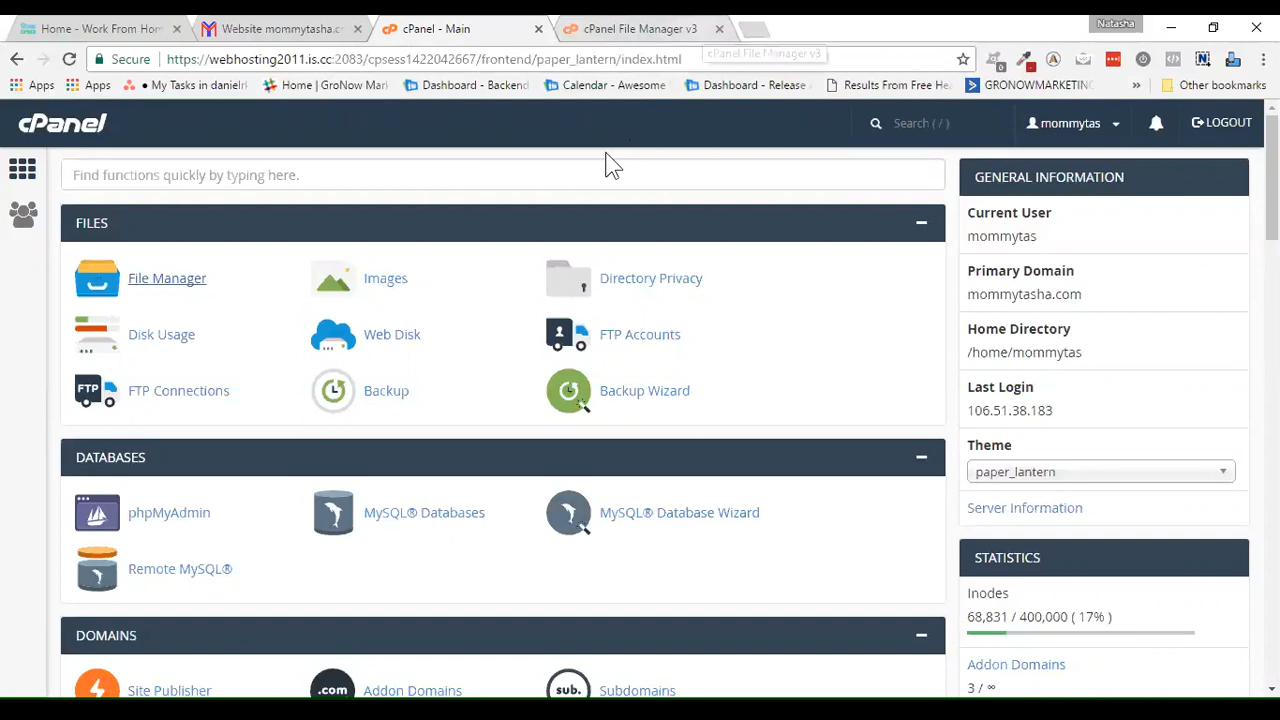 Natasha
Home - Work From Hom
Website mommytasha.c
cPanel - Main
cPanel File Manager v3
cPanel File Manager v3
Secure
https://webhosting2011.is.cc:2083/cpsess1422042667/frontend/paper_lantern/index.html
Apps
Apps
My Tasks in danielri
Home | GroNow Mark
Dashboard - Backend
Calendar - Awesome
Dashboard - Release
Results From Free He
GRONOWMARKETING
»
Other bookmarks
cPanel
Search ( / )
mommytas
LOGOUT
Find functions quickly by typing here.
FILES
File Manager
Images
Directory Privacy
Disk Usage
Web Disk
FTP Accounts
FTP
FTP Connections
Backup
Backup Wizard
DATABASES
phpMyAdmin
MySQL® Databases
MySQL® Database Wizard
Remote MySQL®
DOMAINS
Site Publisher
.com
Addon Domains
sub.
Subdomains
GENERAL INFORMATION
Current User
mommytas
Primary Domain
mommytasha.com
Home Directory
/home/mommytas
Last Login
106.51.38.183
Theme
paper_lantern
Server Information
STATISTICS
Inodes
68,831 / 400,000 ( 17% )
Addon Domains
3 / ∞